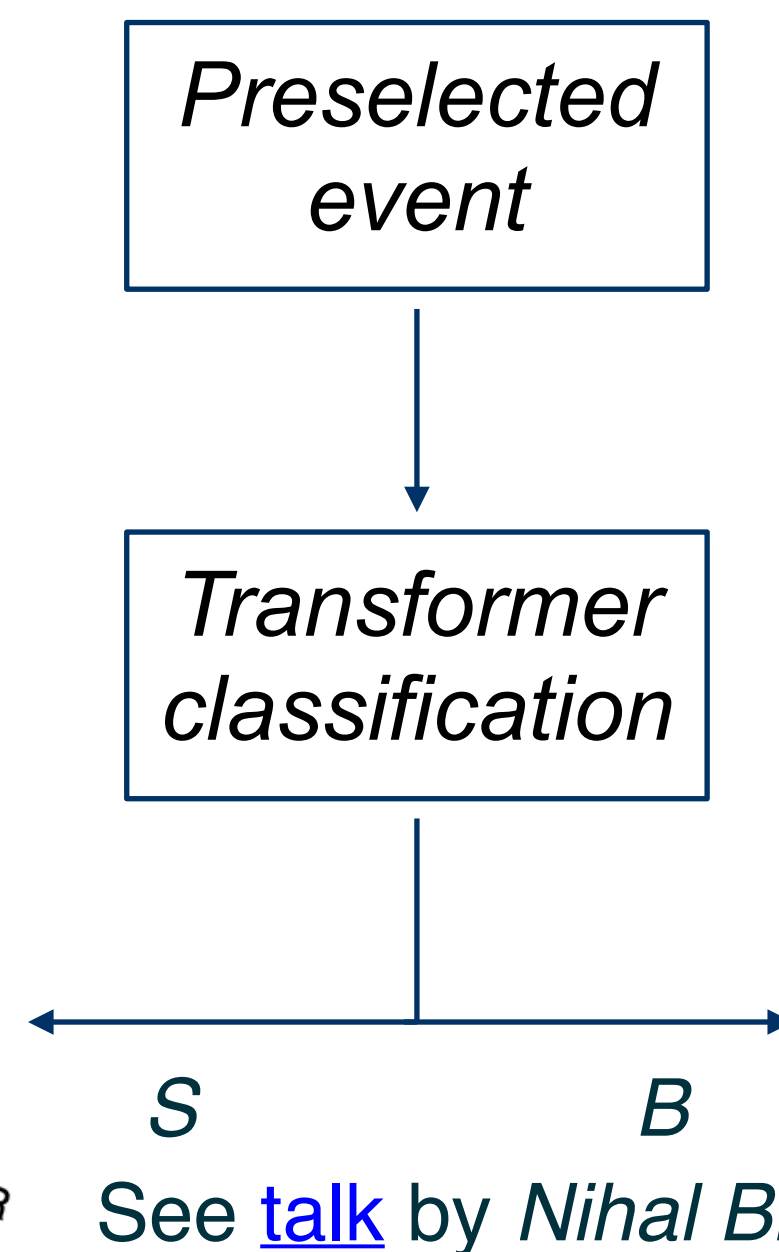 Preselected
event
Transformer
classification
S B
See talk by Nihal